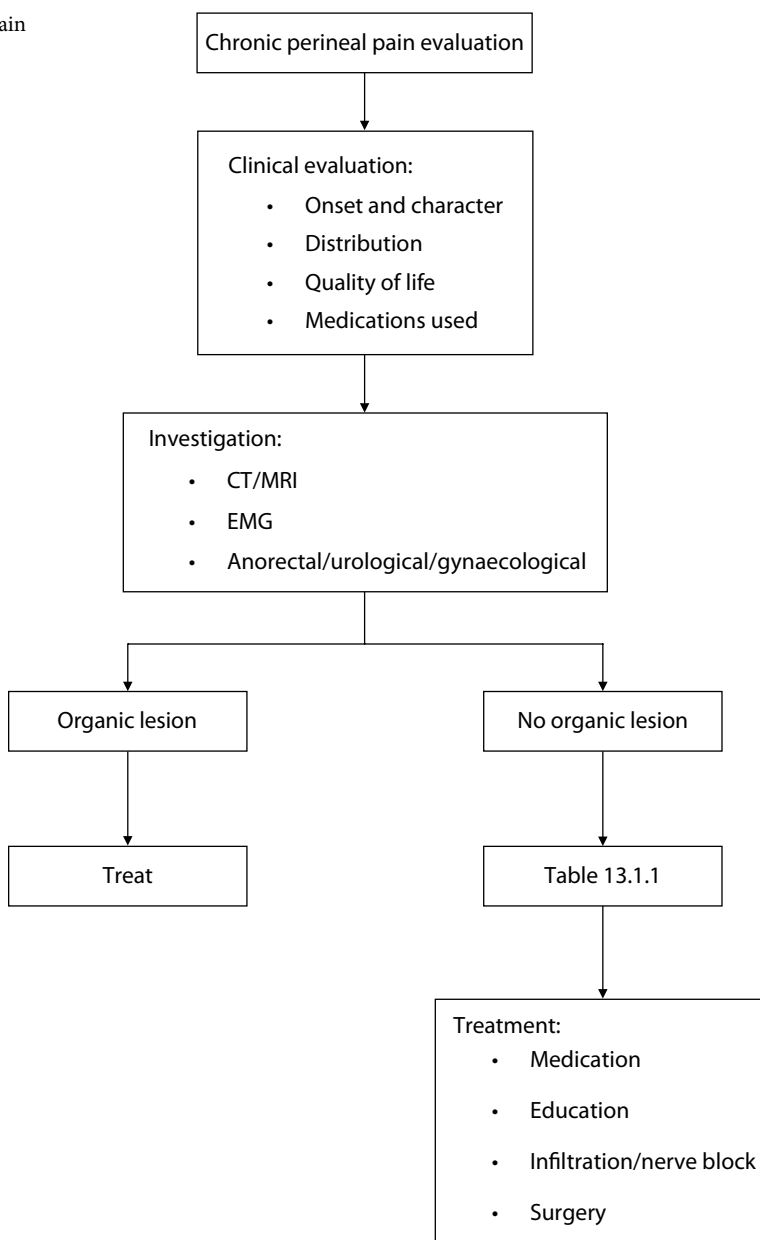 ain
Chronic perineal pain evaluation
Clinical evaluation:
• Onset and character
• Distribution
• Quality of life
• Medications used
Investigation:
• CT/MRI
• EMG
• Anorectal/urological/gynaecological
Organic lesion
No organic lesion
Treat
Table 13.1.1
Treatment:
• Medication
• Education
• Infiltration/nerve block
• Surgery